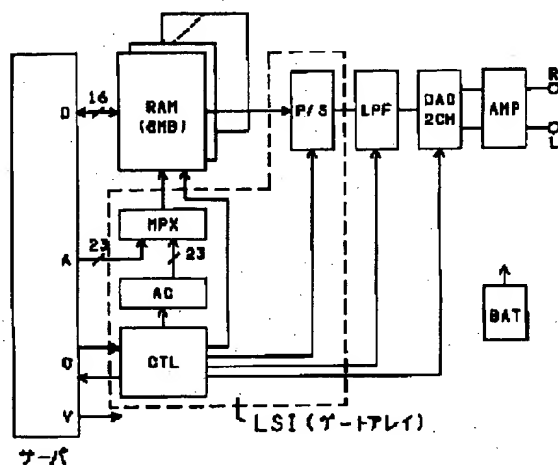 D
16
RAM
(8MB)
P/S
LPF
DAC
2CH
AMP
R
L
MPX
A
23
23
AC
BAT
C
CTL
V
LSI(ゲートアレイ)
サーバ